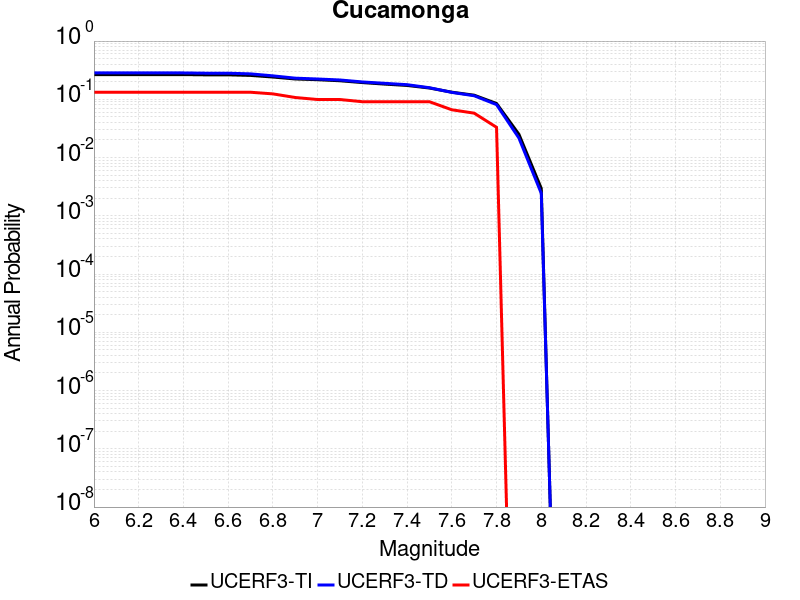 Cucamonga
10^0
10^-1
10^-2
10^-3
10^-4
10^-5
10^-6
10^-7
10^-8
Annual Probability
6 6.2 6.4 6.6 6.8 7 7.2 7.4 7.6 7.8 8 8.2 8.4 8.6 8.8 9
Magnitude
UCERF3-TI UCERF3-TD UCERF3-ETAS